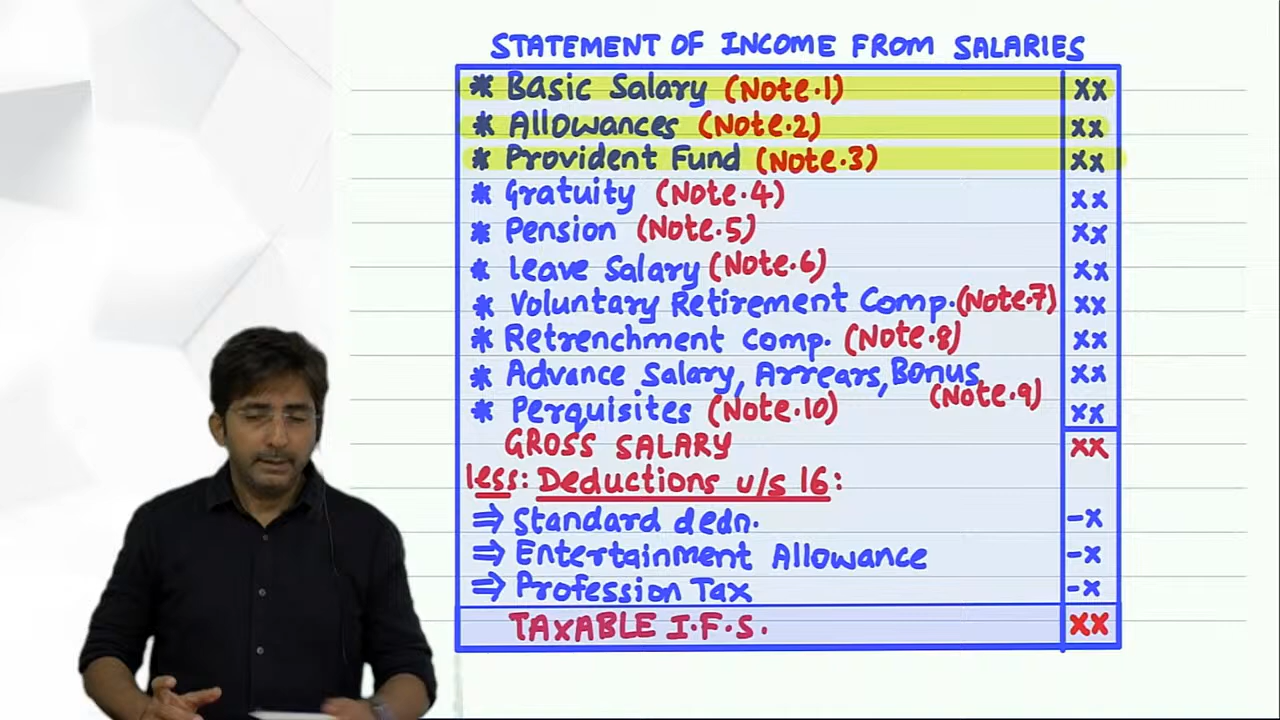 STATEMENT OF INCOME FROM SALARIES
* Basic Salary (Note.1) xx
* Allowances (Note.2) xx
* Provident Fund (Note.3) xx
* Gratuity (Note.4) xx
* Pension (Note.5) xx
* Leave Salary (Note.6) xx
* Voluntary Retirement Comp. (Note.7) xx
* Retrenchment Comp. (Note.8) xx
* Advance Salary, Arrears, Bonus (Note.9) xx
* Perquisites (Note.10) xx
GROSS SALARY xx
less: Deductions u/s 16:
⇒ Standard dedn. -x
⇒ Entertainment Allowance -x
⇒ Profession Tax -x
TAXABLE I.F.S. xx